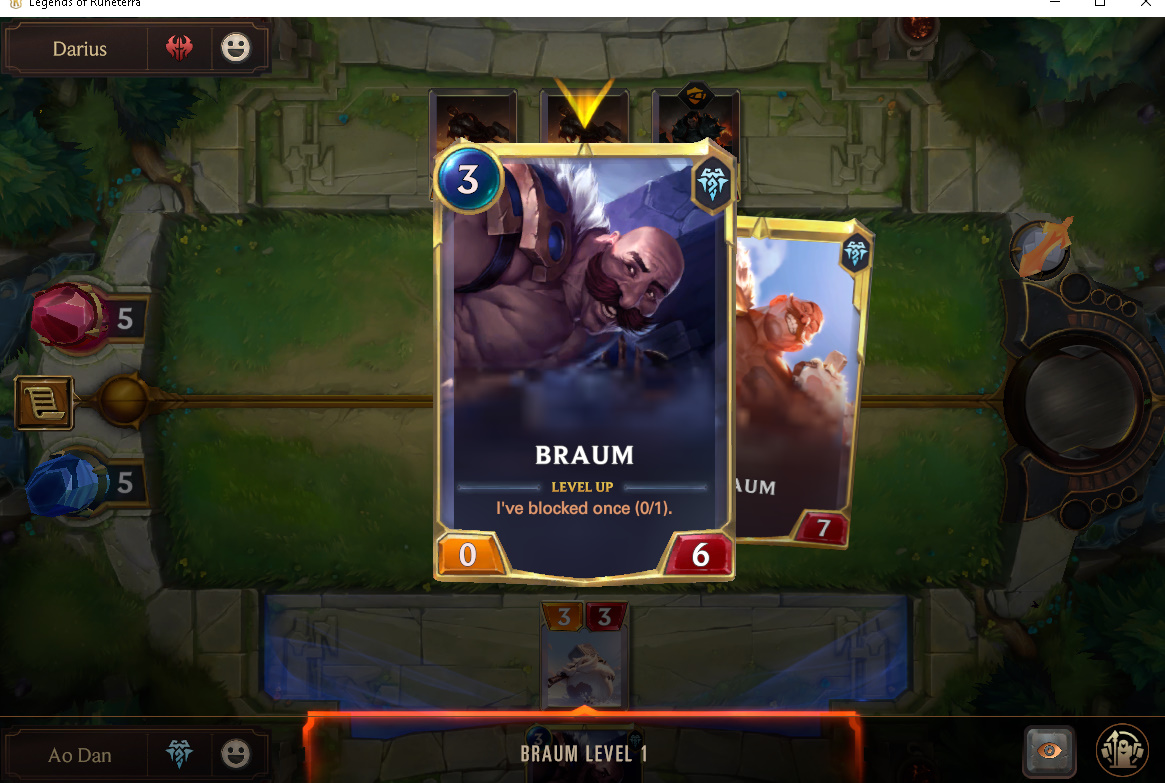 Legends of Runeterra
Darius
3
5
BRAUM
LEVEL UP
I've blocked once (0/1).
AUM
0
6
7
5
3 3
3
Ao Dan
BRAUM LEVEL 1